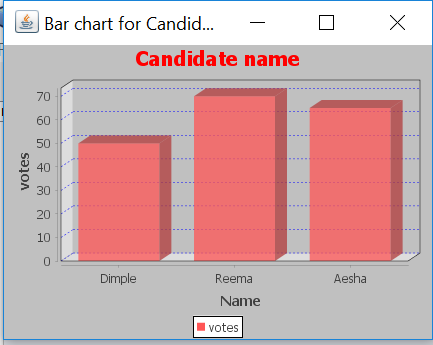 Bar chart for Candid...
Candidate name
70
60
50
40
30
20
10
0
votes
Dimple Reema Aesha
Name
votes